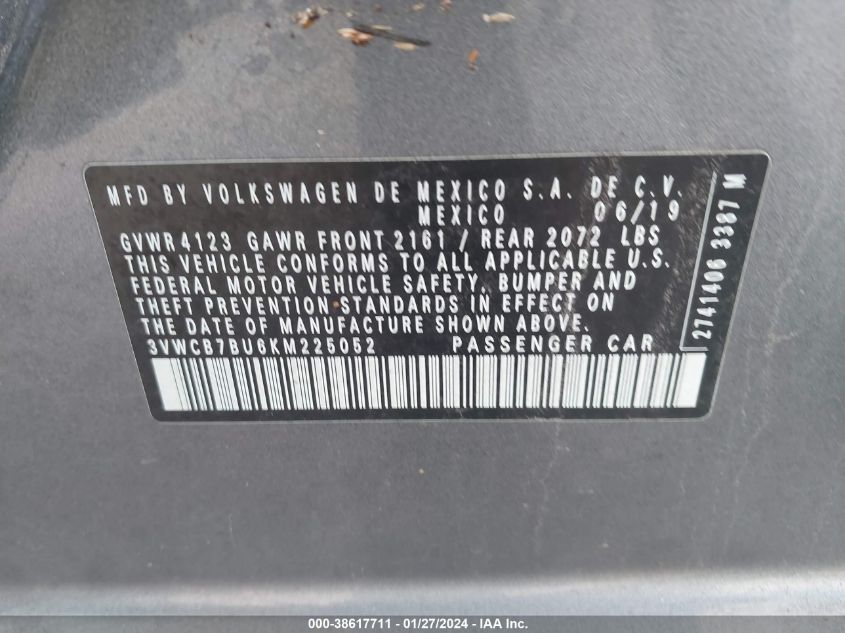 MFD BY VOLKSWAGEN DE MEXICO S.A. DE C.V.
MEXICO 06/19
GVWR 4123 GAWR FRONT 2161 / REAR 2072 LBS
THIS VEHICLE CONFORMS TO ALL APPLICABLE U.S.
FEDERAL MOTOR VEHICLE SAFETY, BUMPER AND
THEFT PREVENTION STANDARDS IN EFFECT ON
THE DATE OF MANUFACTURE SHOWN ABOVE.
3VWCB7BU6KM225052 PASSENGER CAR
2741406 3387 M
000-38617711 - 01/27/2024 - IAA Inc.